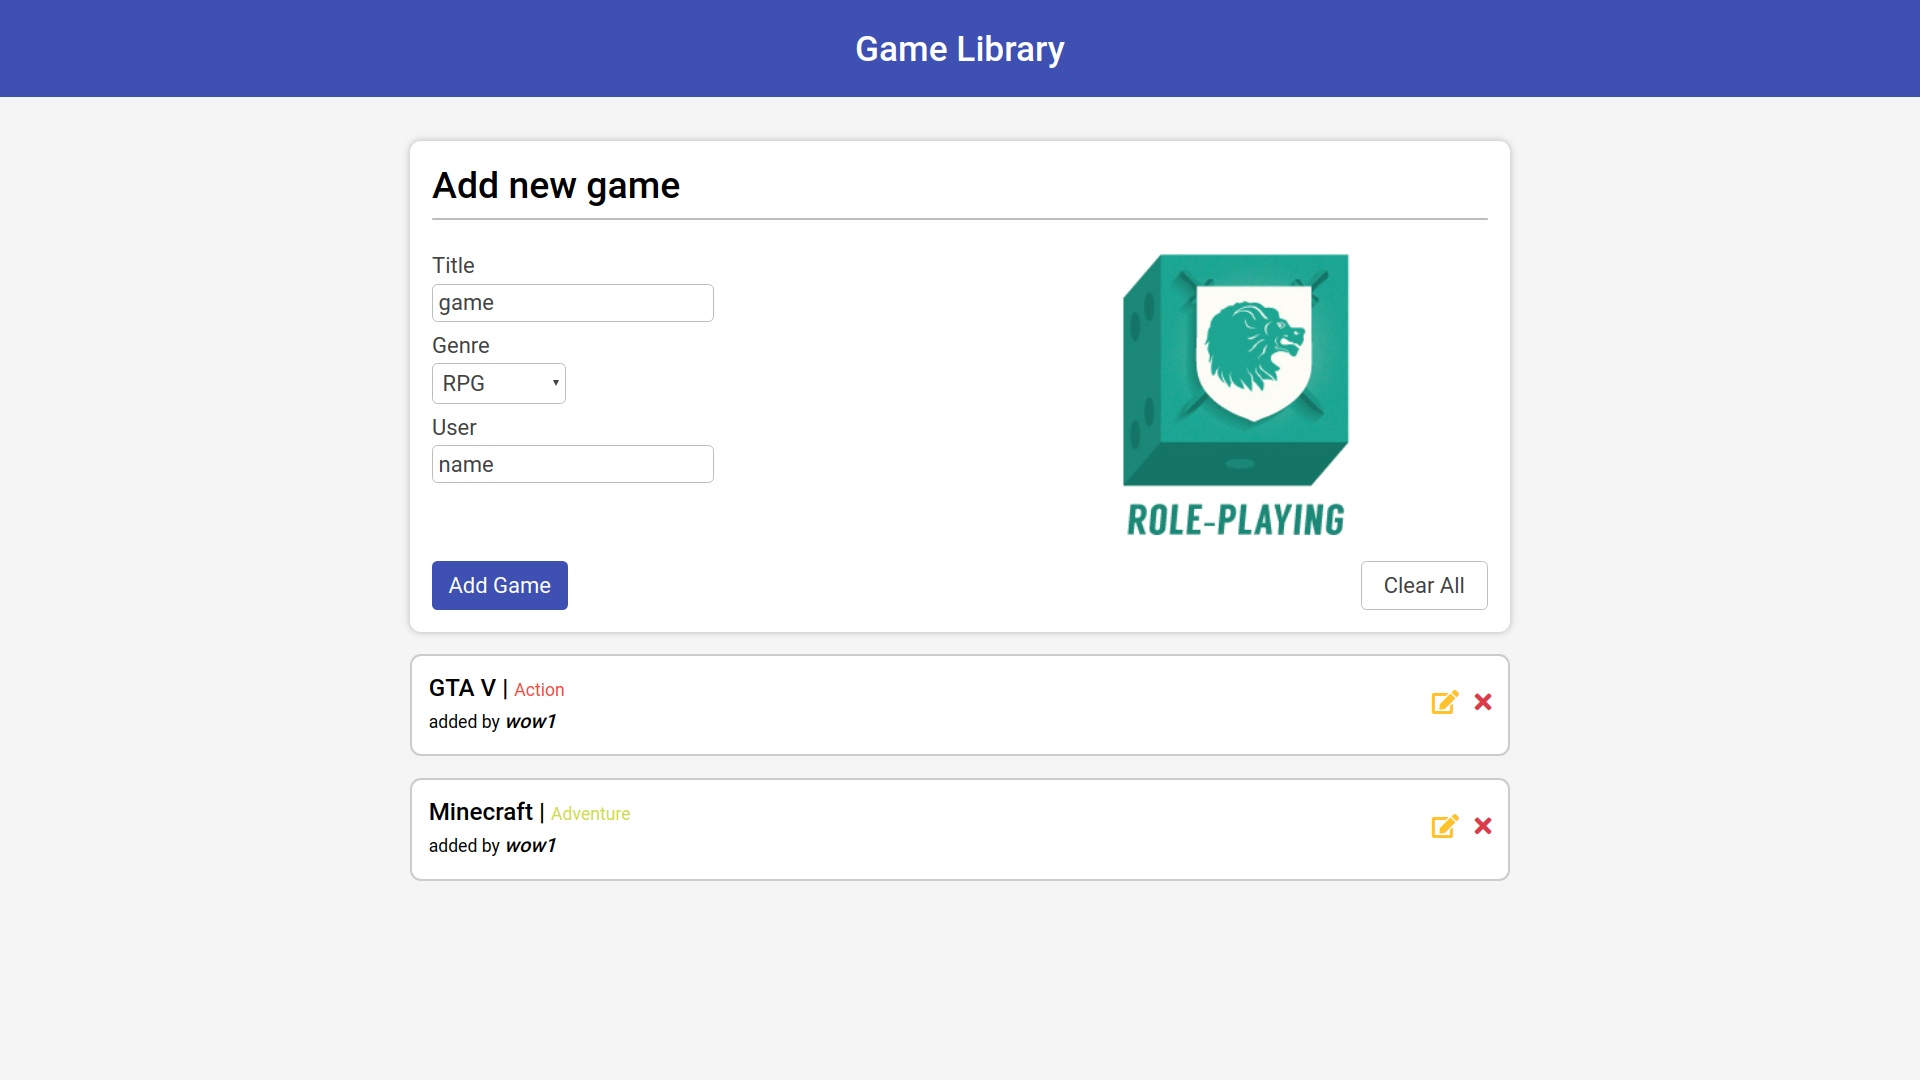 Game Library
Add new game
Title
game
Genre
RPG
User
name
ROLE-PLAYING
Add Game
Clear All
GTA V | Action
added by wow1
Minecraft | Adventure
added by wow1